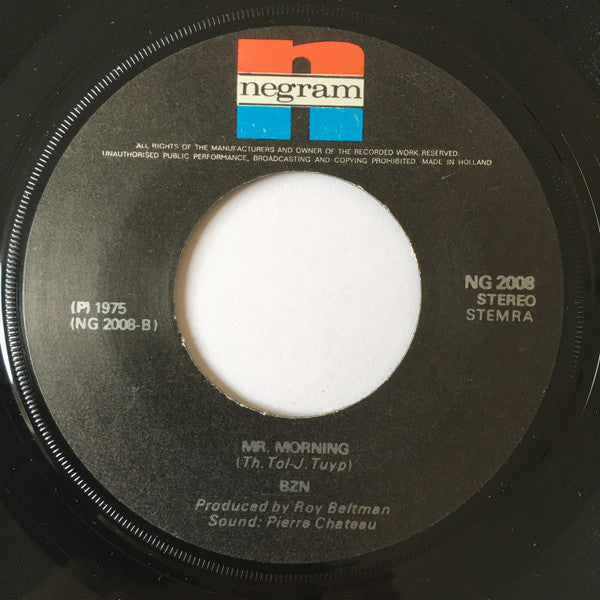 negram
ALL RIGHTS OF THE MANUFACTURERS AND OWNER OF THE RECORDED WORK RESERVED.
UNAUTHORISED PUBLIC PERFORMANCE, BROADCASTING AND COPYING PROHIBITED. MADE IN HOLLAND
(P) 1975
(NG 2008-B)
NG 2008
STEREO
STEMRA
MR. MORNING
(Th. Tol-J. Tuyp)
BZN
Produced by Roy Beltman
Sound: Pierre Chateau